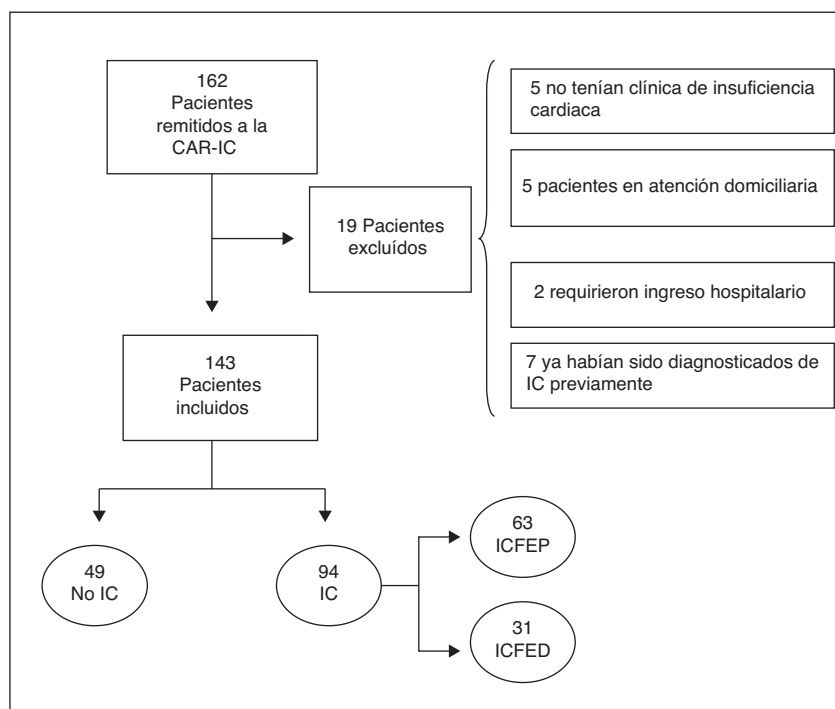 162
Pacientes
remitidos a la
CAR-IC
19 Pacientes
excluídos
5 no tenían clínica de insuficiencia
cardiaca
5 pacientes en atención domiciliaria
2 requirieron ingreso hospitalario
7 ya habían sido diagnosticados de
IC previamente
143
Pacientes
incluidos
49
No IC
94
IC
63
ICFEP
31
ICFED